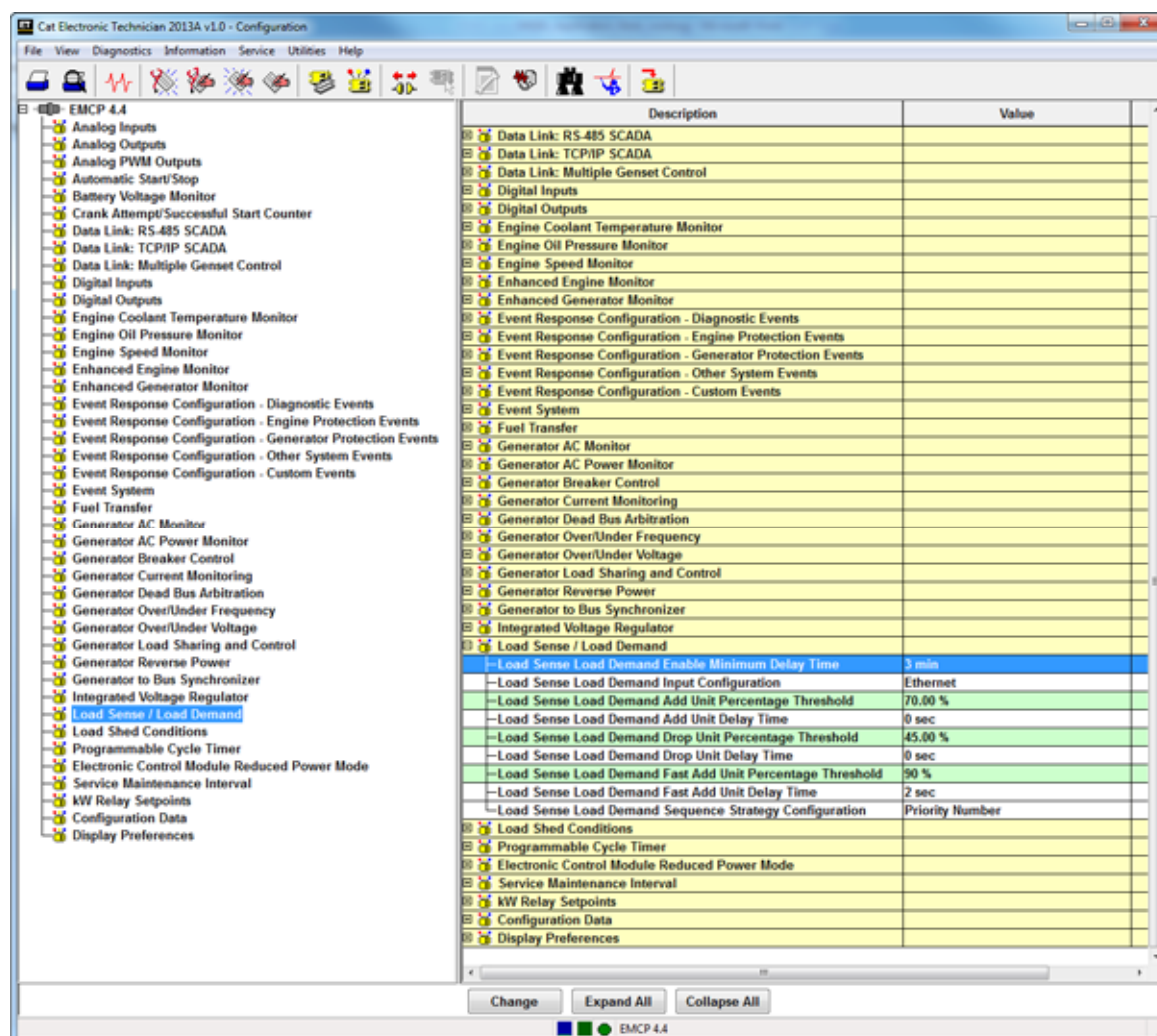 Cat Electronic Technician 2013A v1.0 - Configuration
File View Diagnostics Information Service Utilities Help
EMCP 4.4
Analog Inputs
Analog Outputs
Analog PWM Outputs
Automatic Start/Stop
Battery Voltage Monitor
Crank Attempt/Successful Start Counter
Data Link: RS-485 SCADA
Data Link: TCP/IP SCADA
Data Link: Multiple Genset Control
Digital Inputs
Digital Outputs
Engine Coolant Temperature Monitor
Engine Oil Pressure Monitor
Engine Speed Monitor
Enhanced Engine Monitor
Enhanced Generator Monitor
Event Response Configuration - Diagnostic Events
Event Response Configuration - Engine Protection Events
Event Response Configuration - Generator Protection Events
Event Response Configuration - Other System Events
Event Response Configuration - Custom Events
Event System
Fuel Transfer
Generator AC Monitor
Generator AC Power Monitor
Generator Breaker Control
Generator Current Monitoring
Generator Dead Bus Arbitration
Generator Over/Under Frequency
Generator Over/Under Voltage
Generator Load Sharing and Control
Generator Reverse Power
Generator to Bus Synchronizer
Integrated Voltage Regulator
Load Sense / Load Demand
Load Shed Conditions
Programmable Cycle Timer
Electronic Control Module Reduced Power Mode
Service Maintenance Interval
kW Relay Setpoints
Configuration Data
Display Preferences
Description Value
Data Link: RS-485 SCADA
Data Link: TCP/IP SCADA
Data Link: Multiple Genset Control
Digital Inputs
Digital Outputs
Engine Coolant Temperature Monitor
Engine Oil Pressure Monitor
Engine Speed Monitor
Enhanced Engine Monitor
Enhanced Generator Monitor
Event Response Configuration - Diagnostic Events
Event Response Configuration - Engine Protection Events
Event Response Configuration - Generator Protection Events
Event Response Configuration - Other System Events
Event Response Configuration - Custom Events
Event System
Fuel Transfer
Generator AC Monitor
Generator AC Power Monitor
Generator Breaker Control
Generator Current Monitoring
Generator Dead Bus Arbitration
Generator Over/Under Frequency
Generator Over/Under Voltage
Generator Load Sharing and Control
Generator Reverse Power
Generator to Bus Synchronizer
Integrated Voltage Regulator
Load Sense / Load Demand
Load Sense Load Demand Enable Minimum Delay Time 3 min
Load Sense Load Demand Input Configuration Ethernet
Load Sense Load Demand Add Unit Percentage Threshold 70.00 %
Load Sense Load Demand Add Unit Delay Time 0 sec
Load Sense Load Demand Drop Unit Percentage Threshold 45.00 %
Load Sense Load Demand Drop Unit Delay Time 0 sec
Load Sense Load Demand Fast Add Unit Percentage Threshold 90 %
Load Sense Load Demand Fast Add Unit Delay Time 2 sec
Load Sense Load Demand Sequence Strategy Configuration Priority Number
Load Shed Conditions
Programmable Cycle Timer
Electronic Control Module Reduced Power Mode
Service Maintenance Interval
kW Relay Setpoints
Configuration Data
Display Preferences
Change Expand All Collapse All
EMCP 4.4